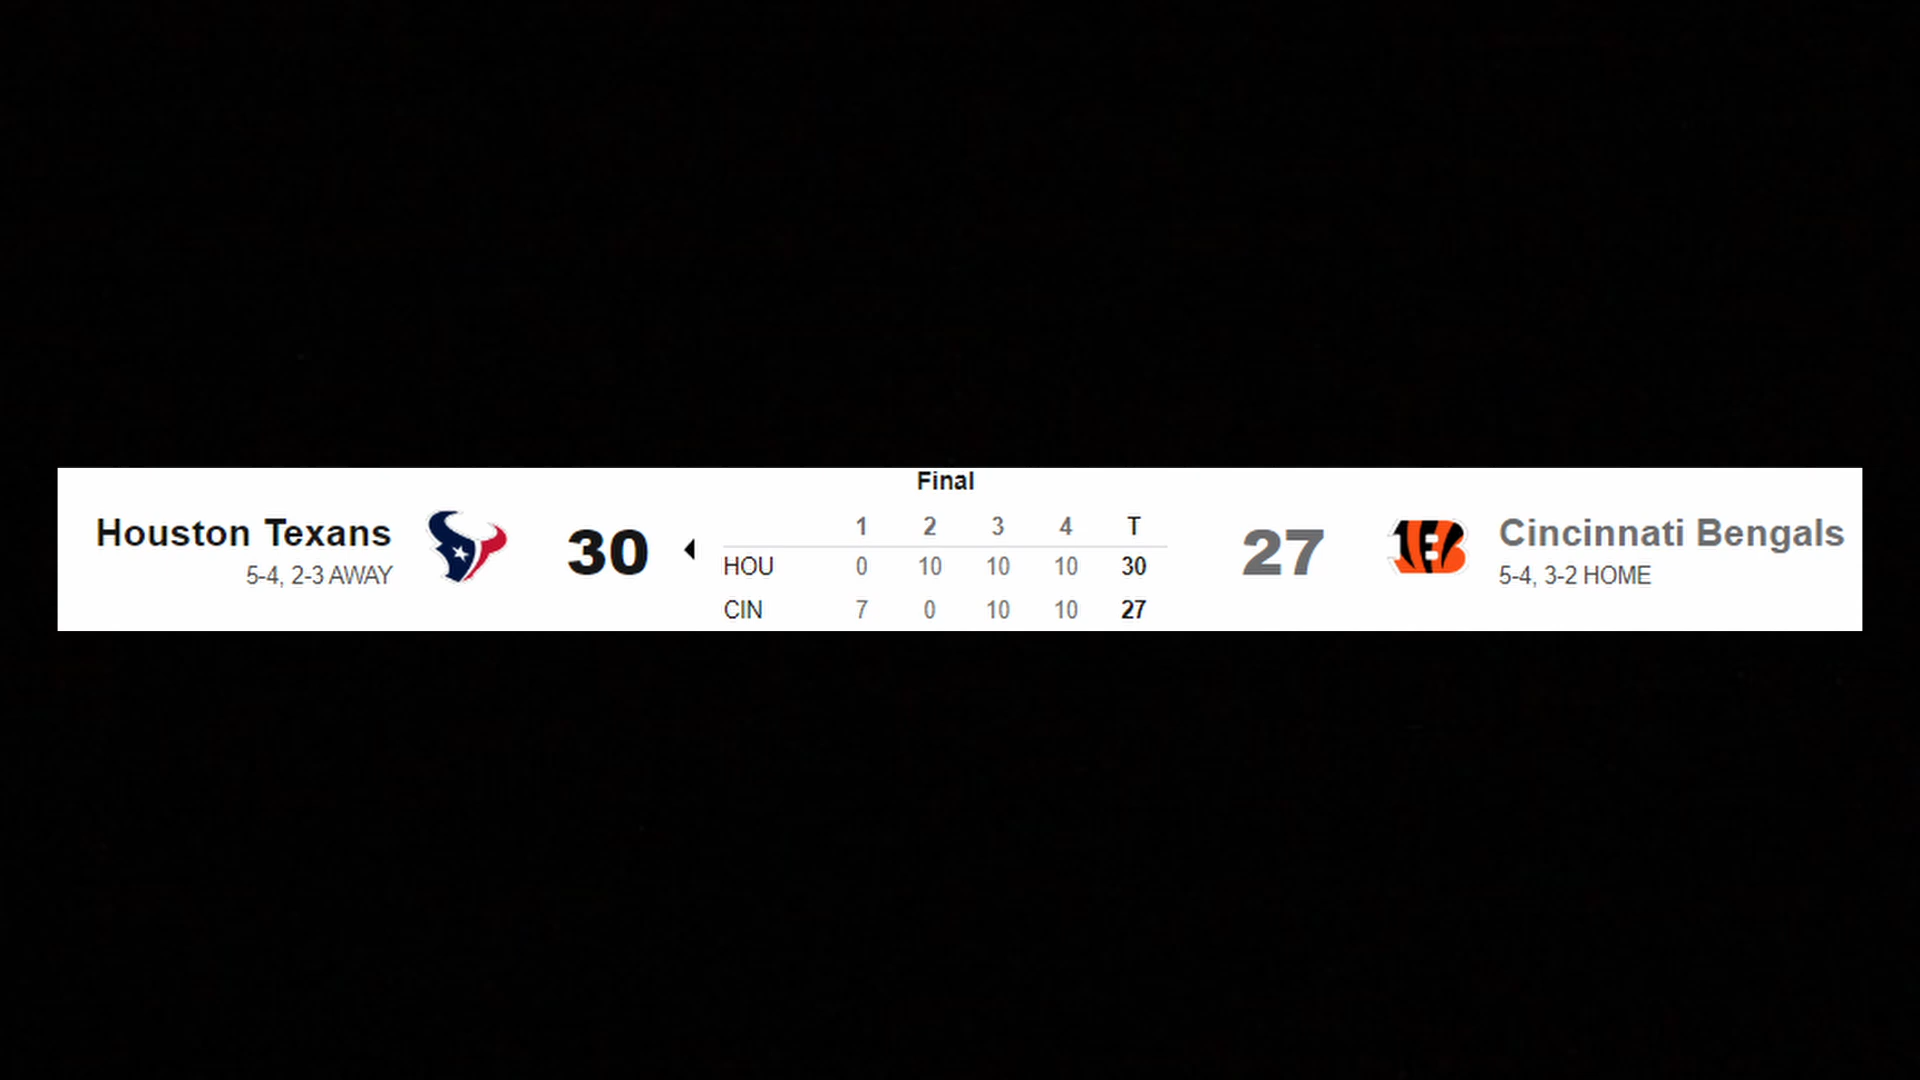 Final
Houston Texans
5-4, 2-3 AWAY
30
1 2 3 4 T
HOU 0 10 10 10 30
CIN 7 0 10 10 27
27
Cincinnati Bengals
5-4, 3-2 HOME